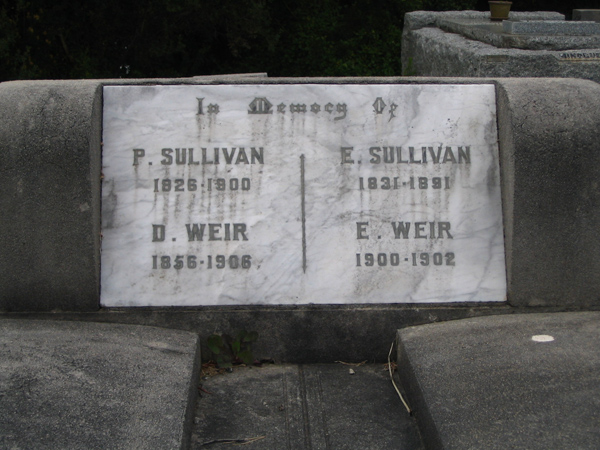 In Memory Of
P. SULLIVAN
1826·1900
E. SULLIVAN
1831·1891
D. WEIR
1856·1906
E. WEIR
1900·1902